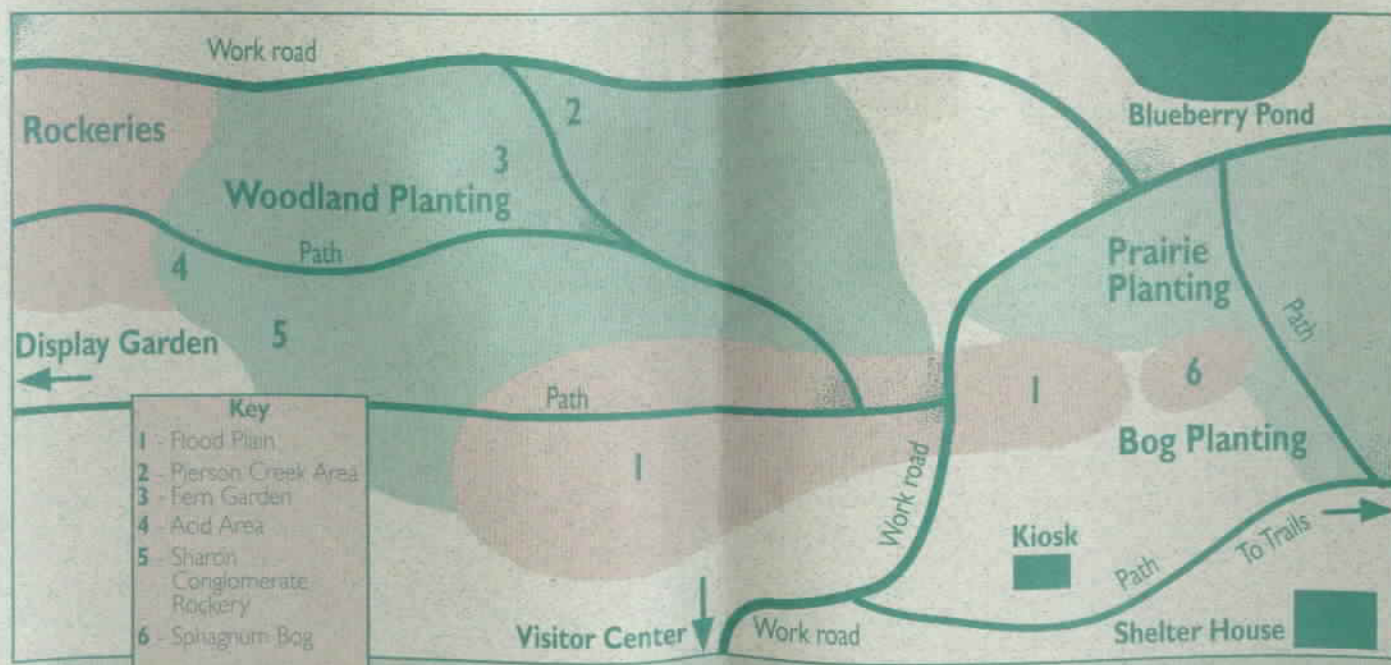 Work road
Rockeries
2
3
Woodland Planting
Path
4
5
Display Garden
Path
1
Blueberry Pond
Prairie
Planting
Path
1
6
Bog Planting
Work road
Kiosk
Path
To Trails
Shelter House
Visitor Center
Work road
Key
1 - Flood Plain
2 - Pierson Creek Area
3 - Fern Garden
4 - Acid Area
5 - Sharon
Conglomerate
Rockery
6 - Sphagnum Bog